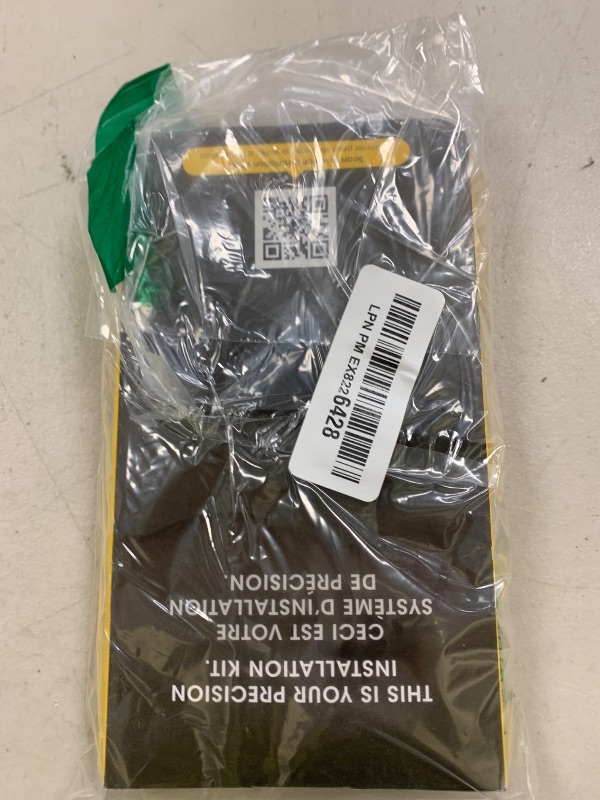 THIS IS YOUR PRECISION
INSTALLATION KIT.
CECI EST VOTRE
SYSTÈME D'INSTALLATION
DE PRÉCISION.
LPN PM EX8226428